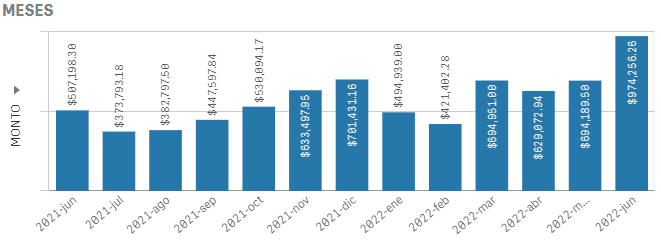 MESES
MONTO
$507,198.30
$373,793.18
$382,797.50
$447,597.84
$530,094.17
$633,497.95
$701,431.16
$494,939.00
$421,402.28
$694,951.00
$629,072.94
$694,189.50
$974,256.26
2021-jun
2021-jul
2021-ago
2021-sep
2021-oct
2021-nov
2021-dic
2022-ene
2022-feb
2022-mar
2022-abr
2022-m...
2022-jun